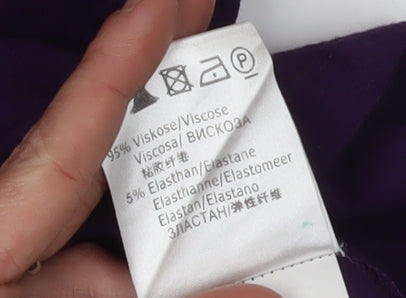 P
95% Viskose/Viscose
Viscosa/ ВИСКОЗА
粘胶纤维
5% Elasthan/Elastane
Elasthanne/Elastomeer
Elastan/Elastano
ЭЛАСТАН/弹性纤维